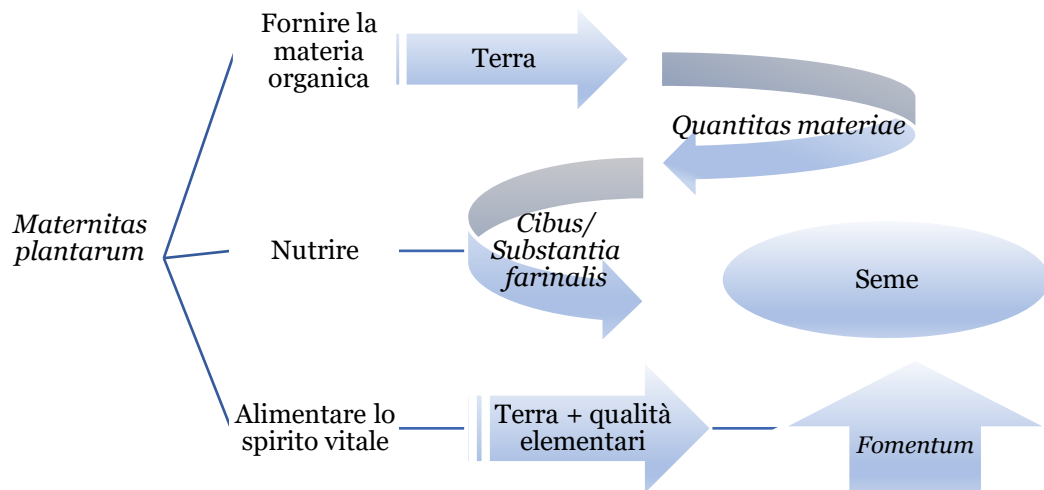 Fornire la
materia
organica
Terra
Quantitas materiae
Maternitas
plantarum
Nutrire
Cibus/
Substantia
farinalis
Seme
Alimentare lo
spirito vitale
Terra + qualità
elementari
Fomentum